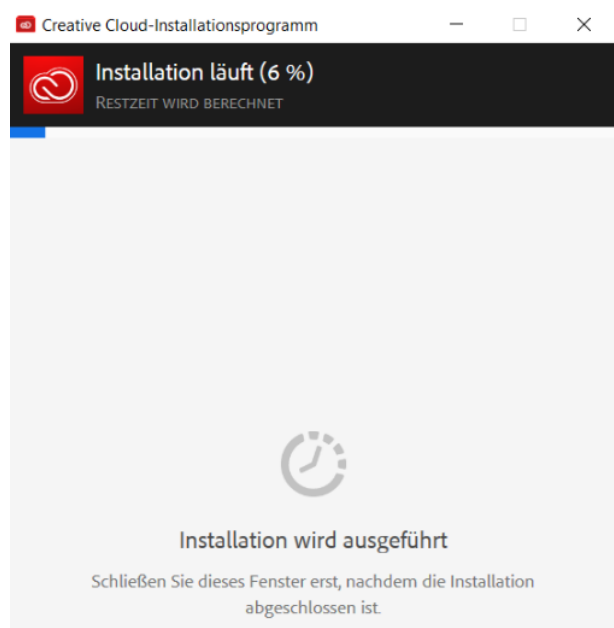 Creative Cloud-Installationsprogramm
Installation läuft (6 %)
RESTZEIT WIRD BERECHNET
Installation wird ausgeführt
Schließen Sie dieses Fenster erst, nachdem die Installation
abgeschlossen ist.